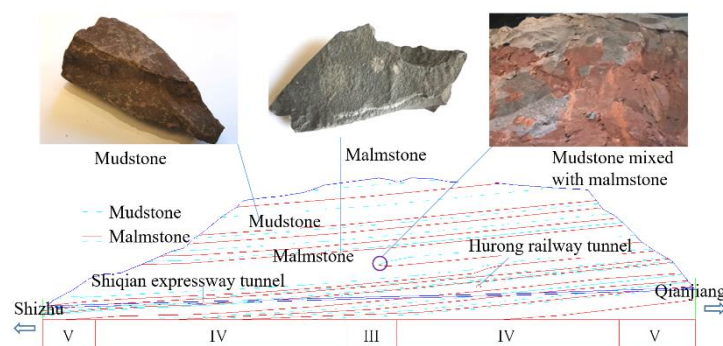 Mudstone
Malmstone
Mudstone mixed
with malmstone
Mudstone
Malmstone
Mudstone
Malmstone
Hurong railway tunnel
Shiqian expressway tunnel
Shizhu
Qianjiang
V IV III IV V